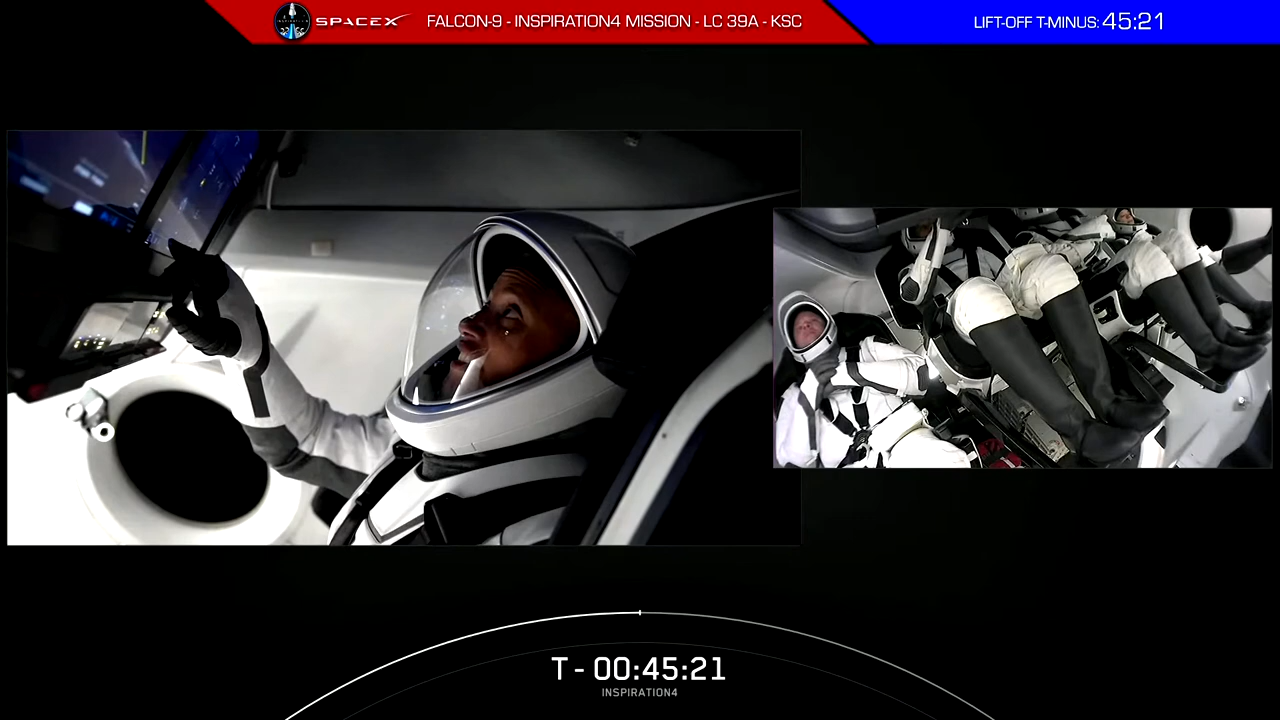 SPACEX
FALCON-9 - INSPIRATION4 MISSION - LC 39A - KSC
LIFT-OFF T-MINUS: 45:21
T - 00:45:21
INSPIRATION4